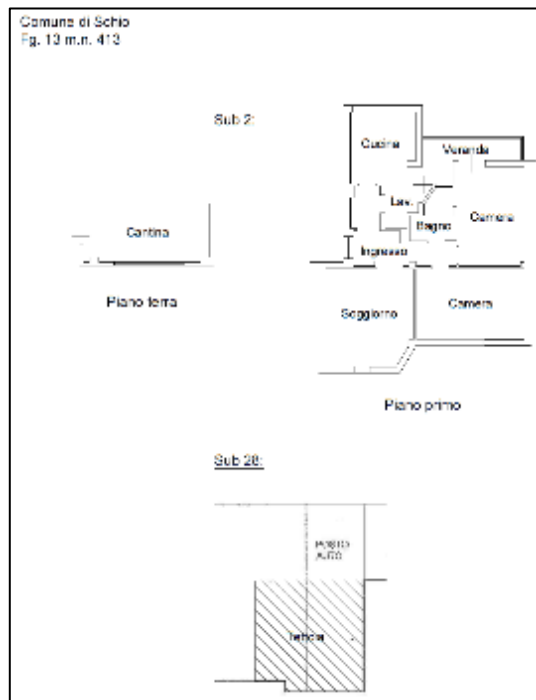 Comune di Schio
Fg. 13 m.n. 413
Sub 2:
Cucina
Veranda
Lav.
Camera
Bagno
Cantina
Ingresso
Piano terra
Soggiorno
Camera
Piano primo
Sub 28:
POSTO
AUTO
tettoia